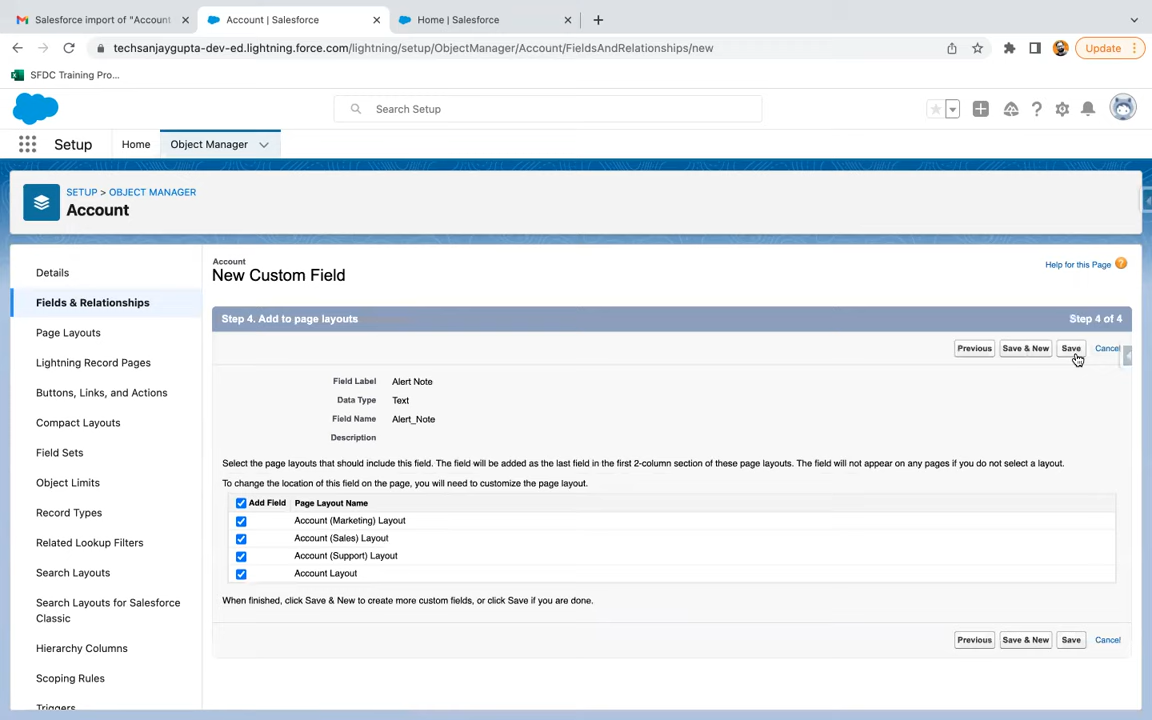 Salesforce import of "Account
Account | Salesforce
Home | Salesforce
techsanjaygupta-dev-ed.lightning.force.com/lightning/setup/ObjectManager/Account/FieldsAndRelationships/new
Update
SFDC Training Pro...
Search Setup
Setup
Home
Object Manager
SETUP > OBJECT MANAGER
Account
Details
Fields & Relationships
Page Layouts
Lightning Record Pages
Buttons, Links, and Actions
Compact Layouts
Field Sets
Object Limits
Record Types
Related Lookup Filters
Search Layouts
Search Layouts for Salesforce
Classic
Hierarchy Columns
Scoping Rules
Triggers
Account
New Custom Field
Help for this Page
Step 4. Add to page layouts
Step 4 of 4
Previous Save & New Save Cancel
Field Label Alert Note
Data Type Text
Field Name Alert_Note
Description
Select the page layouts that should include this field. The field will be added as the last field in the first 2-column section of these page layouts. The field will not appear on any pages if you do not select a layout.
To change the location of this field on the page, you will need to customize the page layout.
Add Field Page Layout Name
Account (Marketing) Layout
Account (Sales) Layout
Account (Support) Layout
Account Layout
When finished, click Save & New to create more custom fields, or click Save if you are done.
Previous Save & New Save Cancel